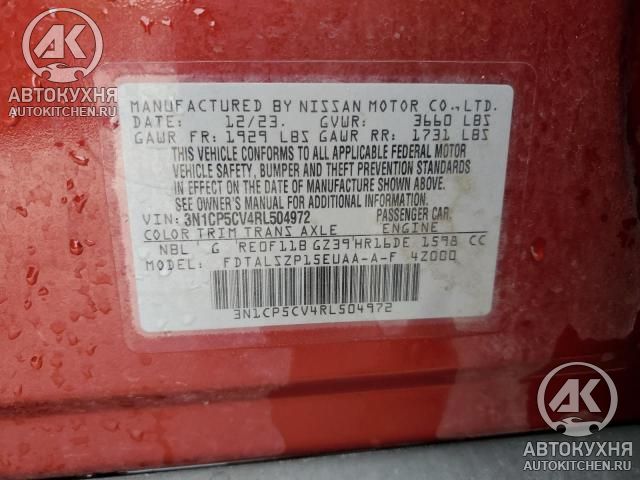 AK
АВТОКУХНЯ
AUTOKITCHEN.RU
MANUFACTURED BY NISSAN MOTOR CO.,LTD.
DATE: 12/23. GVWR: 3660 LBS
GAWR FR: 1929 LBS GAWR RR: 1731 LBS
THIS VEHICLE CONFORMS TO ALL APPLICABLE FEDERAL MOTOR
VEHICLE SAFETY, BUMPER AND THEFT PREVENTION STANDARDS
IN EFFECT ON THE DATE OF MANUFACTURE SHOWN ABOVE.
SEE OWNER'S MANUAL FOR ADDITIONAL INFORMATION
VIN: 3N1CP5CV4RL504972 PASSENGER CAR.
COLOR TRIM TRANS AXLE ENGINE
NBL G RE0F11B GZ39 HR16DE 1598 CC
MODEL: FDTALSZP15EUAA-A-F 4Z000
3N1CP5CV4RL504972
AK
АВТОКУХНЯ
AUTOKITCHEN.RU